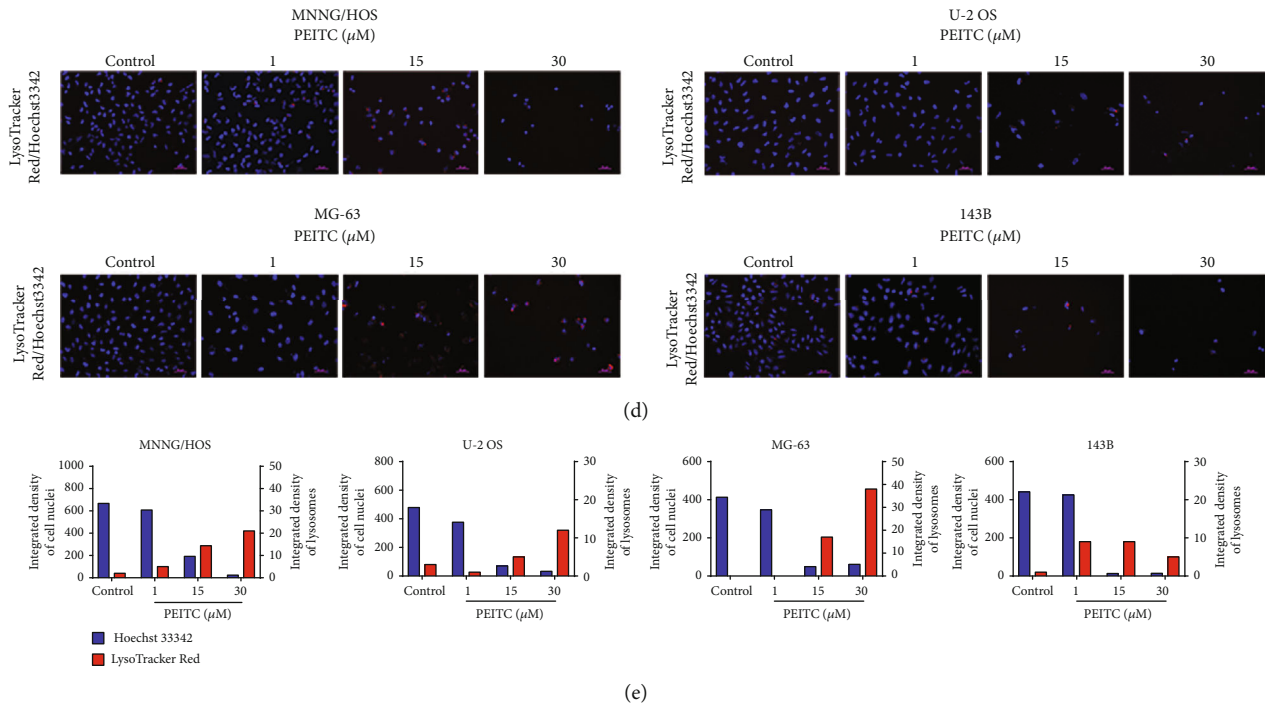 MNNG/HOS
PEITC (μM)
Control 1 15 30
LysoTracker
Red/Hoechst3342
U-2 OS
PEITC (μM)
Control 1 15 30
LysoTracker
Red/Hoechst3342
MG-63
PEITC (μM)
Control 1 15 30
LysoTracker
Red/Hoechst3342
143B
PEITC (μM)
Control 1 15 30
LysoTracker
Red/Hoechst3342
(d)
MNNG/HOS
Integrated density
of cell nuclei
1000
800
600
400
200
0
50
40
30
20
10
0
Integrated density
of lysosomes
Control 1 15 30
PEITC (μM)
U-2 OS
Integrated density
of cell nuclei
800
600
400
200
0
30
20
10
0
Integrated density
of lysosomes
Control 1 15 30
PEITC (μM)
MG-63
Integrated density
of cell nuclei
600
400
200
0
50
40
30
20
10
0
Integrated density
of lysosomes
Control 1 15 30
PEITC (μM)
143B
Integrated density
of cell nuclei
600
400
200
0
30
20
10
0
Integrated density
of lysosomes
Control 1 15 30
PEITC (μM)
Hoechst 33342
LysoTracker Red
(e)